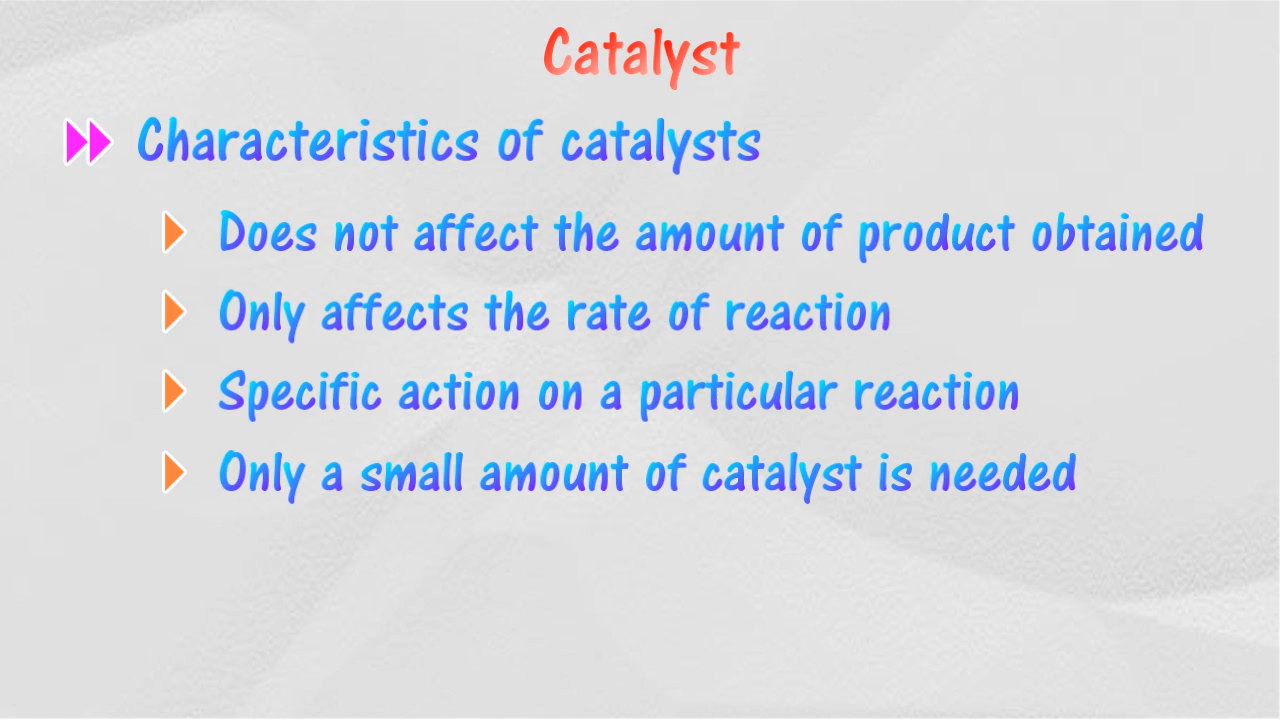 Catalyst
Characteristics of catalysts
Does not affect the amount of product obtained
Only affects the rate of reaction
Specific action on a particular reaction
Only a small amount of catalyst is needed